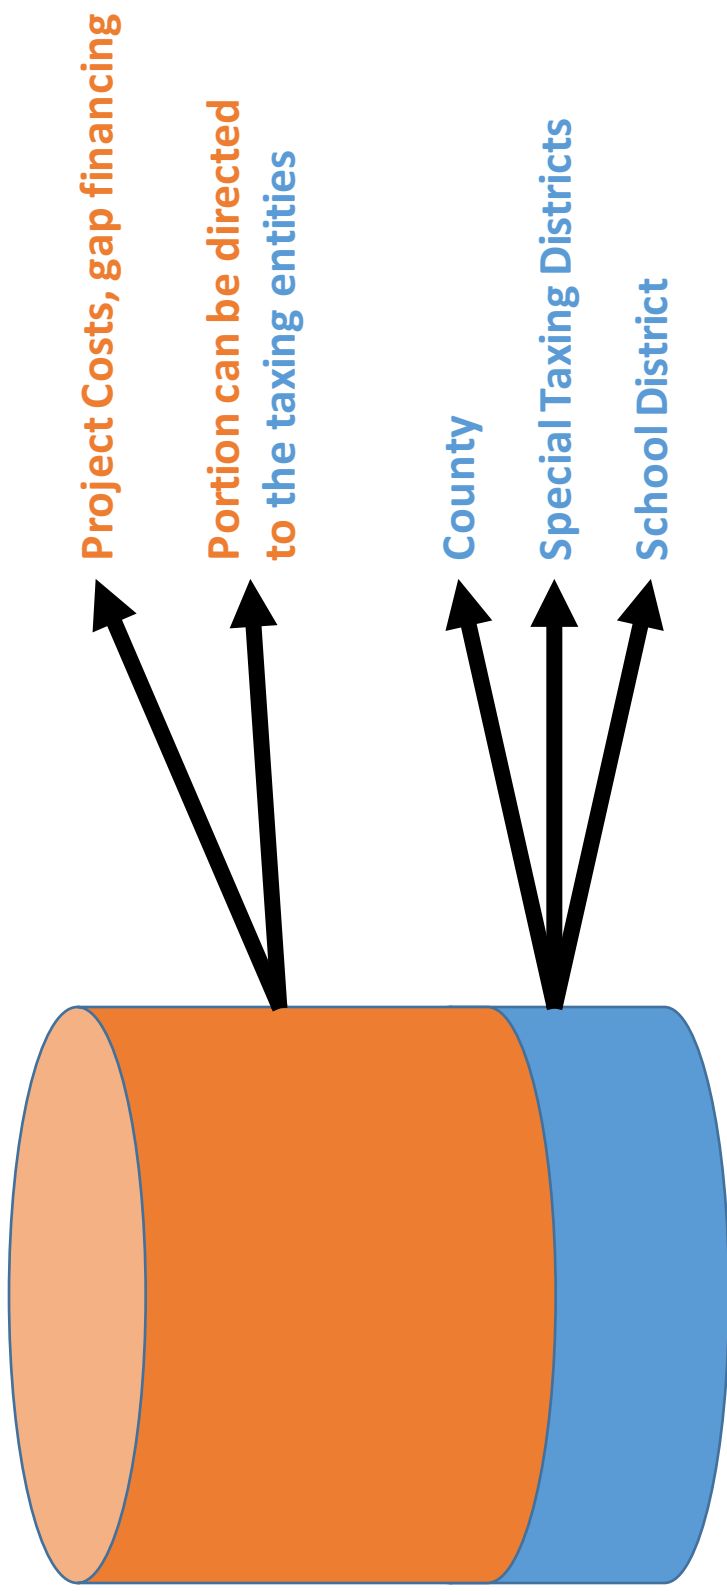 Project Costs, gap financing
Portion can be directed
to the taxing entities
County
Special Taxing Districts
School District